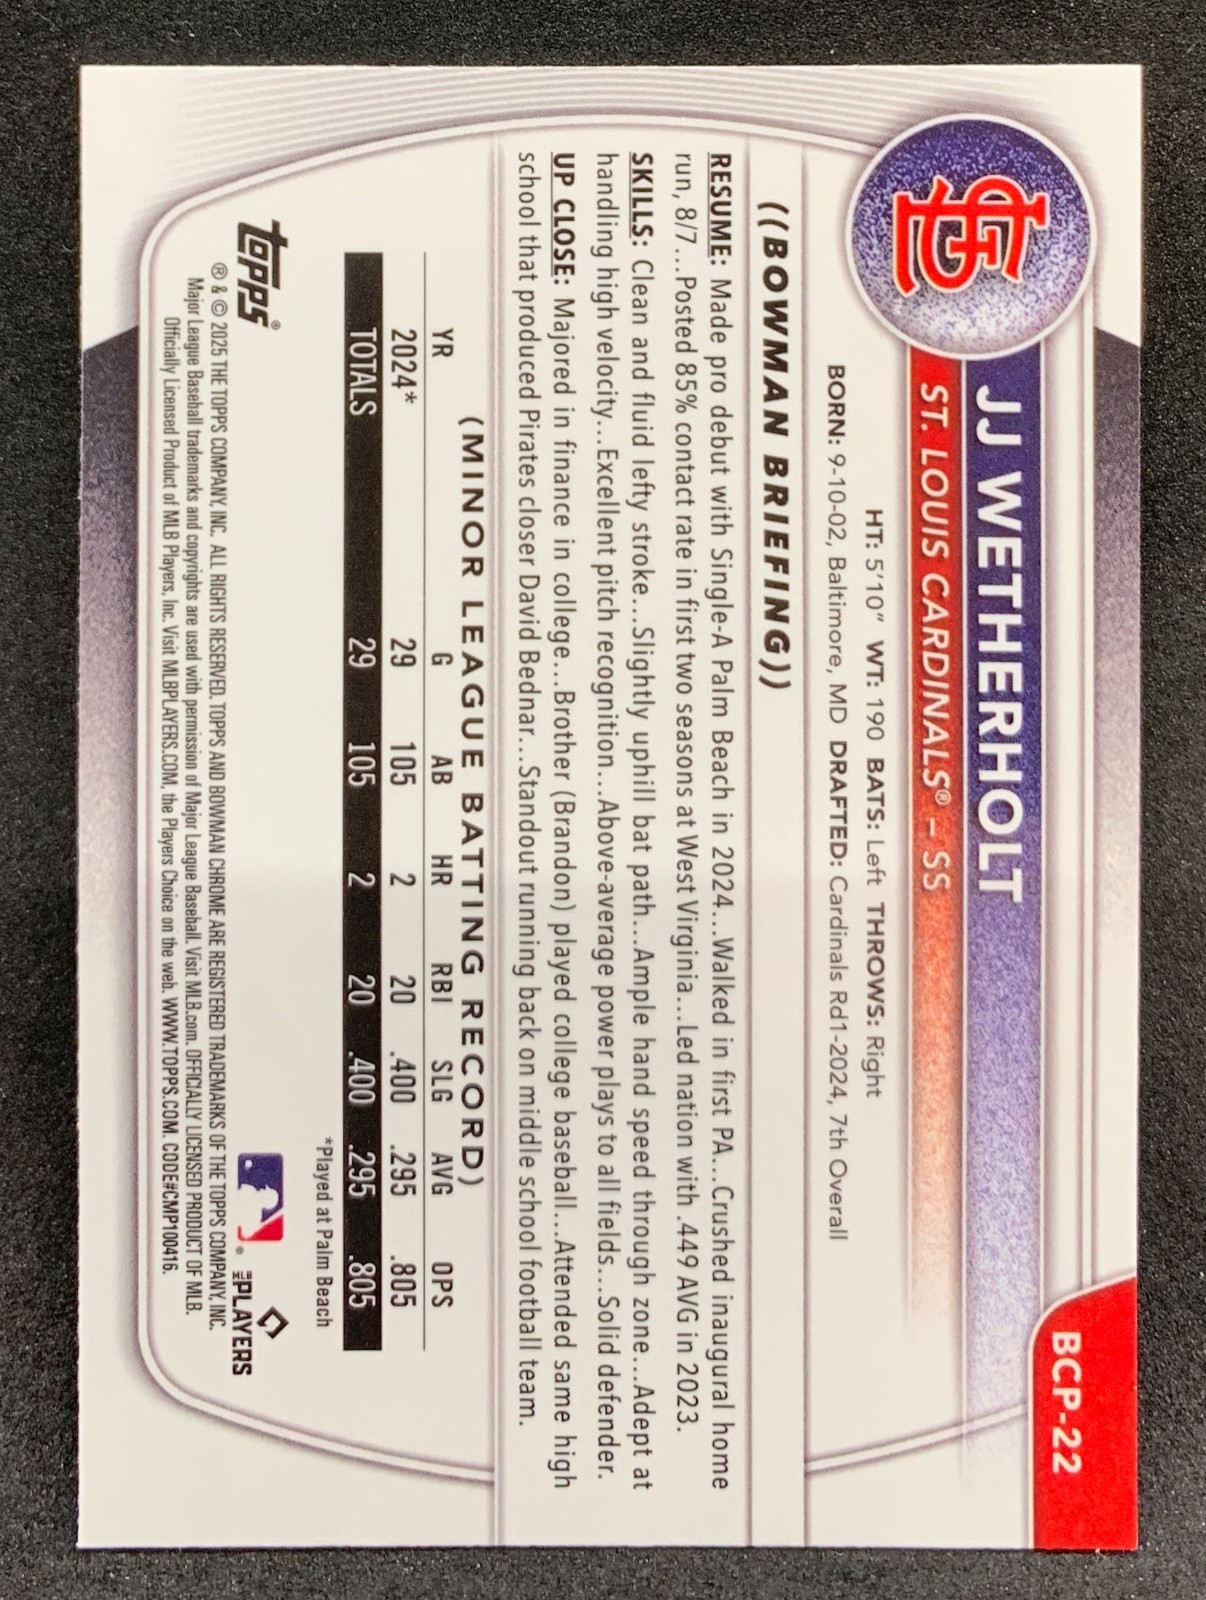 BCP-22
JJ WETHERHOLT
ST. LOUIS CARDINALS® – SS
HT: 5'10" WT: 190 BATS: Left THROWS: Right
BORN: 9-10-02, Baltimore, MD DRAFTED: Cardinals Rd1-2024, 7th Overall
((BOWMAN BRIEFING))
RESUME: Made pro debut with Single-A Palm Beach in 2024...Walked in first PA...Crushed inaugural home
run, 8/7...Posted 85% contact rate in first two seasons at West Virginia...Led nation with .449 AVG in 2023.
SKILLS: Clean and fluid lefty stroke...Slightly uphill bat path...Ample hand speed through zone...Adept at
handling high velocity...Excellent pitch recognition...Above-average power plays to all fields...Solid defender.
UP CLOSE: Majored in finance in college...Brother (Brandon) played college baseball...Attended same high
school that produced Pirates closer David Bednar...Standout running back on middle school football team.
(MINOR LEAGUE BATTING RECORD)
YR G AB HR RBI SLG AVG OPS
2024* 29 105 2 20 .400 .295 .805
TOTALS 29 105 2 20 .400 .295 .805
*Played at Palm Beach
topps®
® THE PLAYERS
® & © 2025 THE TOPPS COMPANY, INC. ALL RIGHTS RESERVED. TOPPS AND BOWMAN CHROME ARE REGISTERED TRADEMARKS OF THE TOPPS COMPANY, INC.
Major League Baseball trademarks and copyrights are used with permission of Major League Baseball. Visit MLB.com. OFFICIALLY LICENSED PRODUCT OF MLB.
Officially Licensed Product of MLB Players, Inc. Visit MLBPLAYERS.COM, the Players Choice on the web. WWW.TOPPS.COM. CODE#CMP100416.